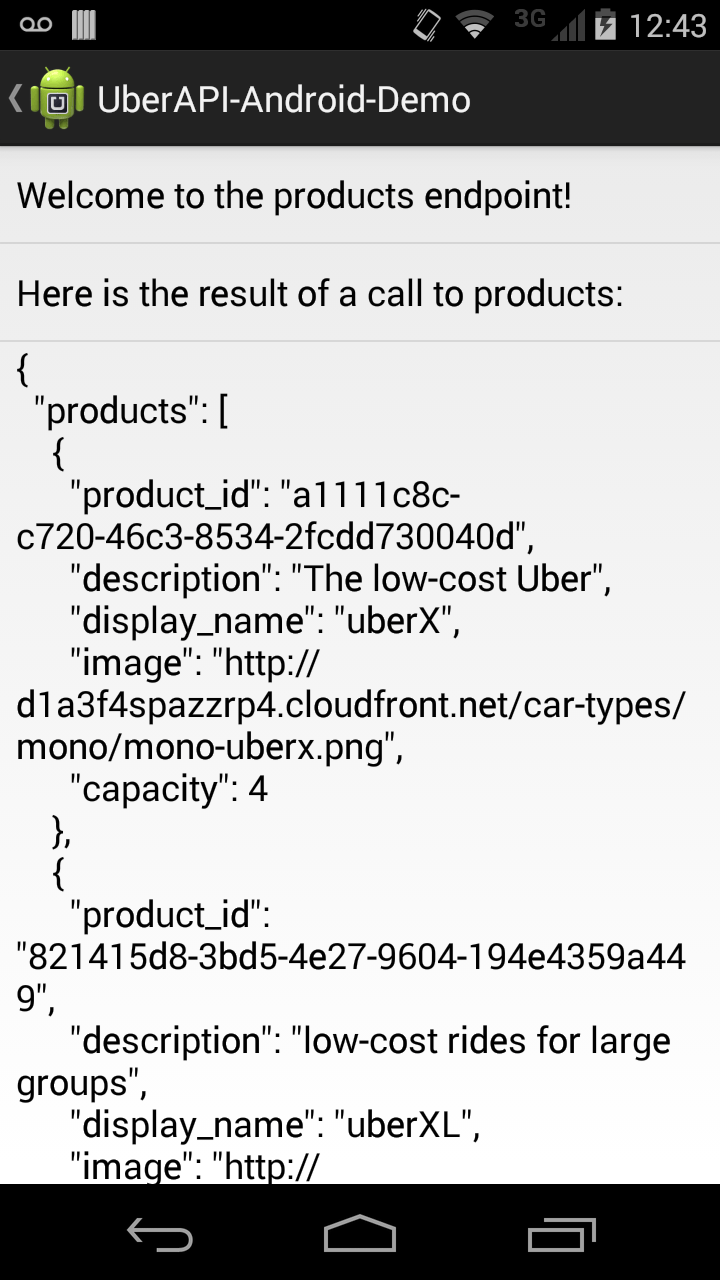 3G 12:43
UberAPI-Android-Demo
Welcome to the products endpoint!
Here is the result of a call to products:
{
"products": [
{
"product_id": "a1111c8c-
c720-46c3-8534-2fcdd730040d",
"description": "The low-cost Uber",
"display_name": "uberX",
"image": "http://
d1a3f4spazzrp4.cloudfront.net/car-types/
mono/mono-uberx.png",
"capacity": 4
},
{
"product_id":
"821415d8-3bd5-4e27-9604-194e4359a44
9",
"description": "low-cost rides for large
groups",
"display_name": "uberXL",
"image": "http://